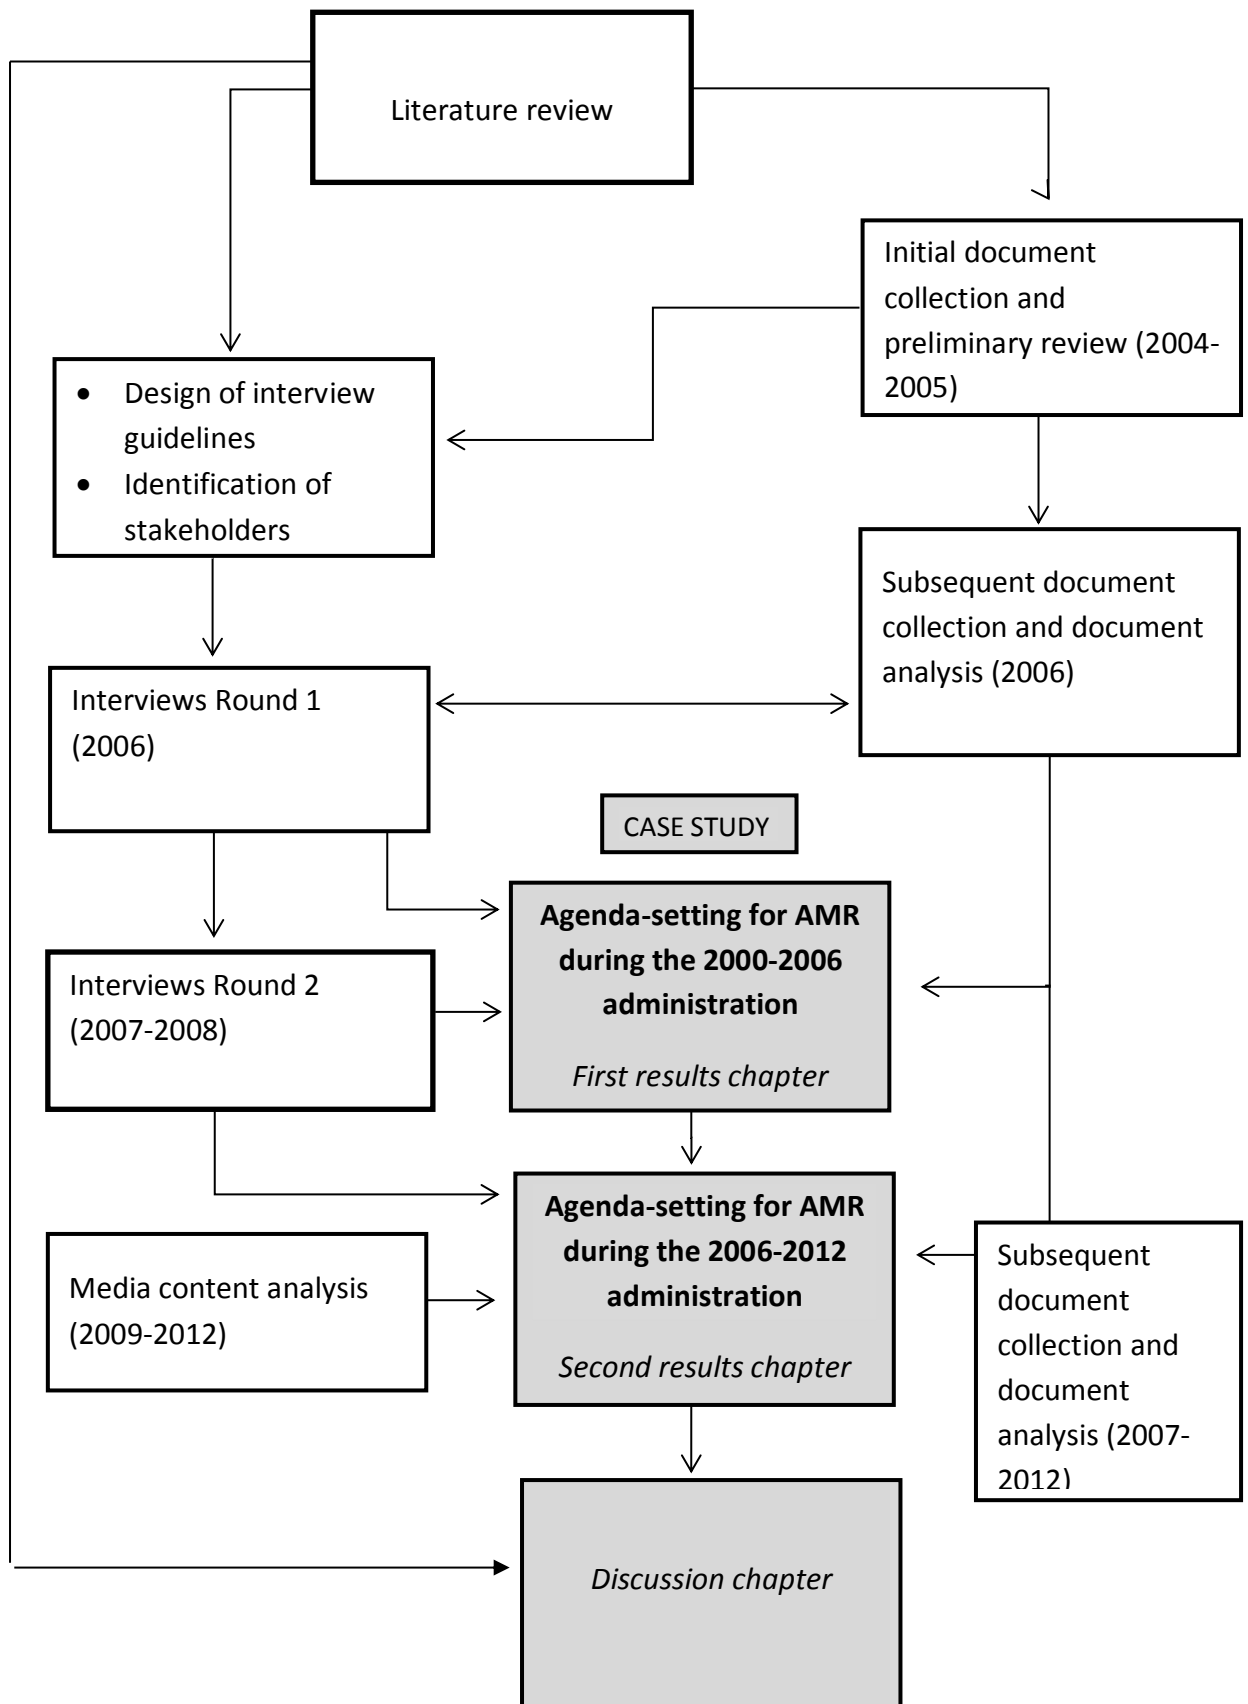 Literature review
Initial document
collection and
preliminary review (2004-
2005)
• Design of interview
guidelines
• Identification of
stakeholders
Subsequent document
collection and document
analysis (2006)
Interviews Round 1
(2006)
CASE STUDY
Agenda-setting for AMR
during the 2000-2006
administration
First results chapter
Interviews Round 2
(2007-2008)
Agenda-setting for AMR
during the 2006-2012
administration
Second results chapter
Media content analysis
(2009-2012)
Subsequent
document
collection and
document
analysis (2007-
2012)
Discussion chapter